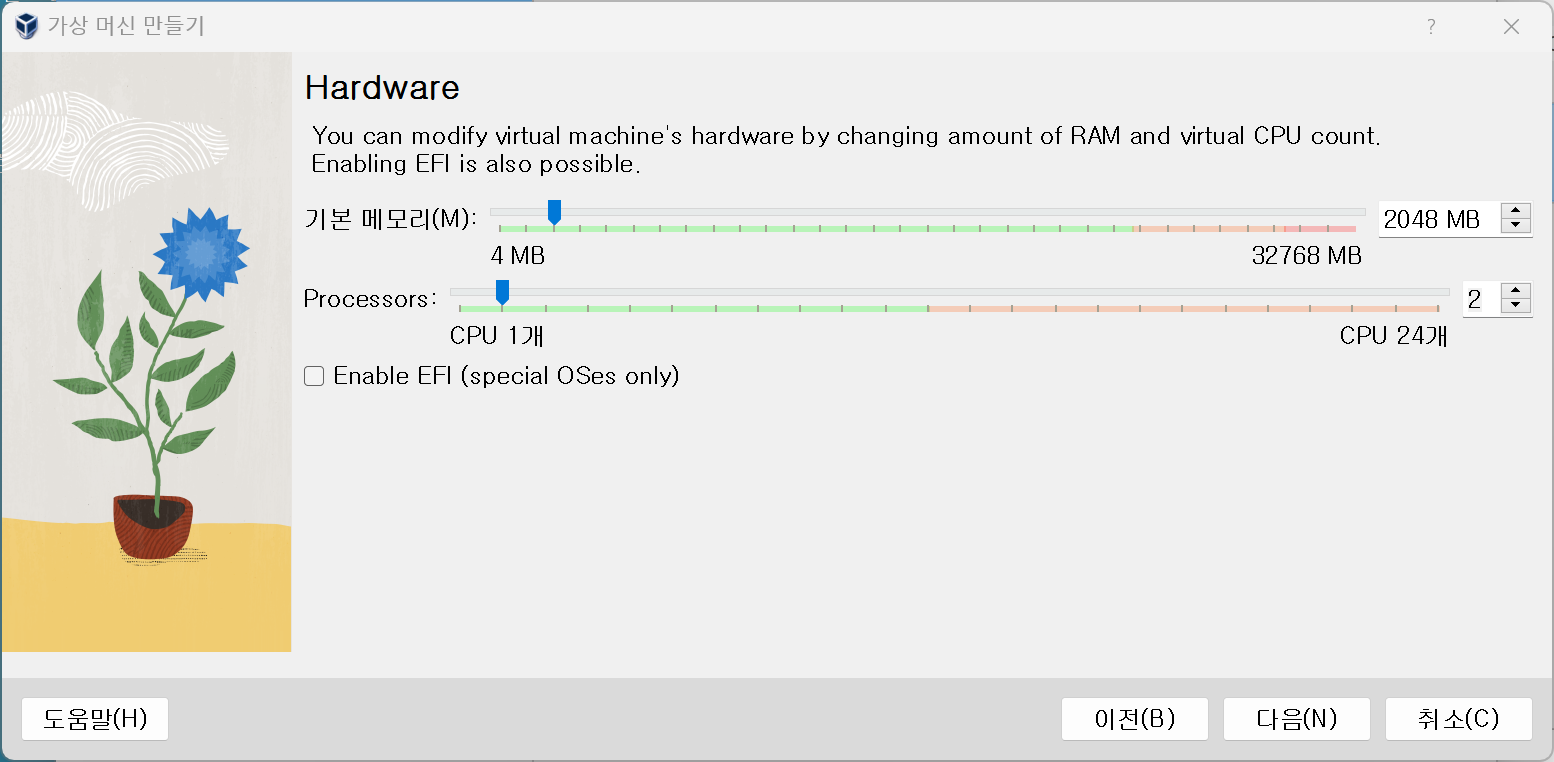 가상 머신 만들기
?
Hardware
You can modify virtual machine's hardware by changing amount of RAM and virtual CPU count.
Enabling EFI is also possible.
기본 메모리(M):
2048 MB
4 MB
32768 MB
Processors:
2
CPU 1개
CPU 24개
Enable EFI (special OSes only)
도움말(H)
이전(B)
다음(N)
취소(C)